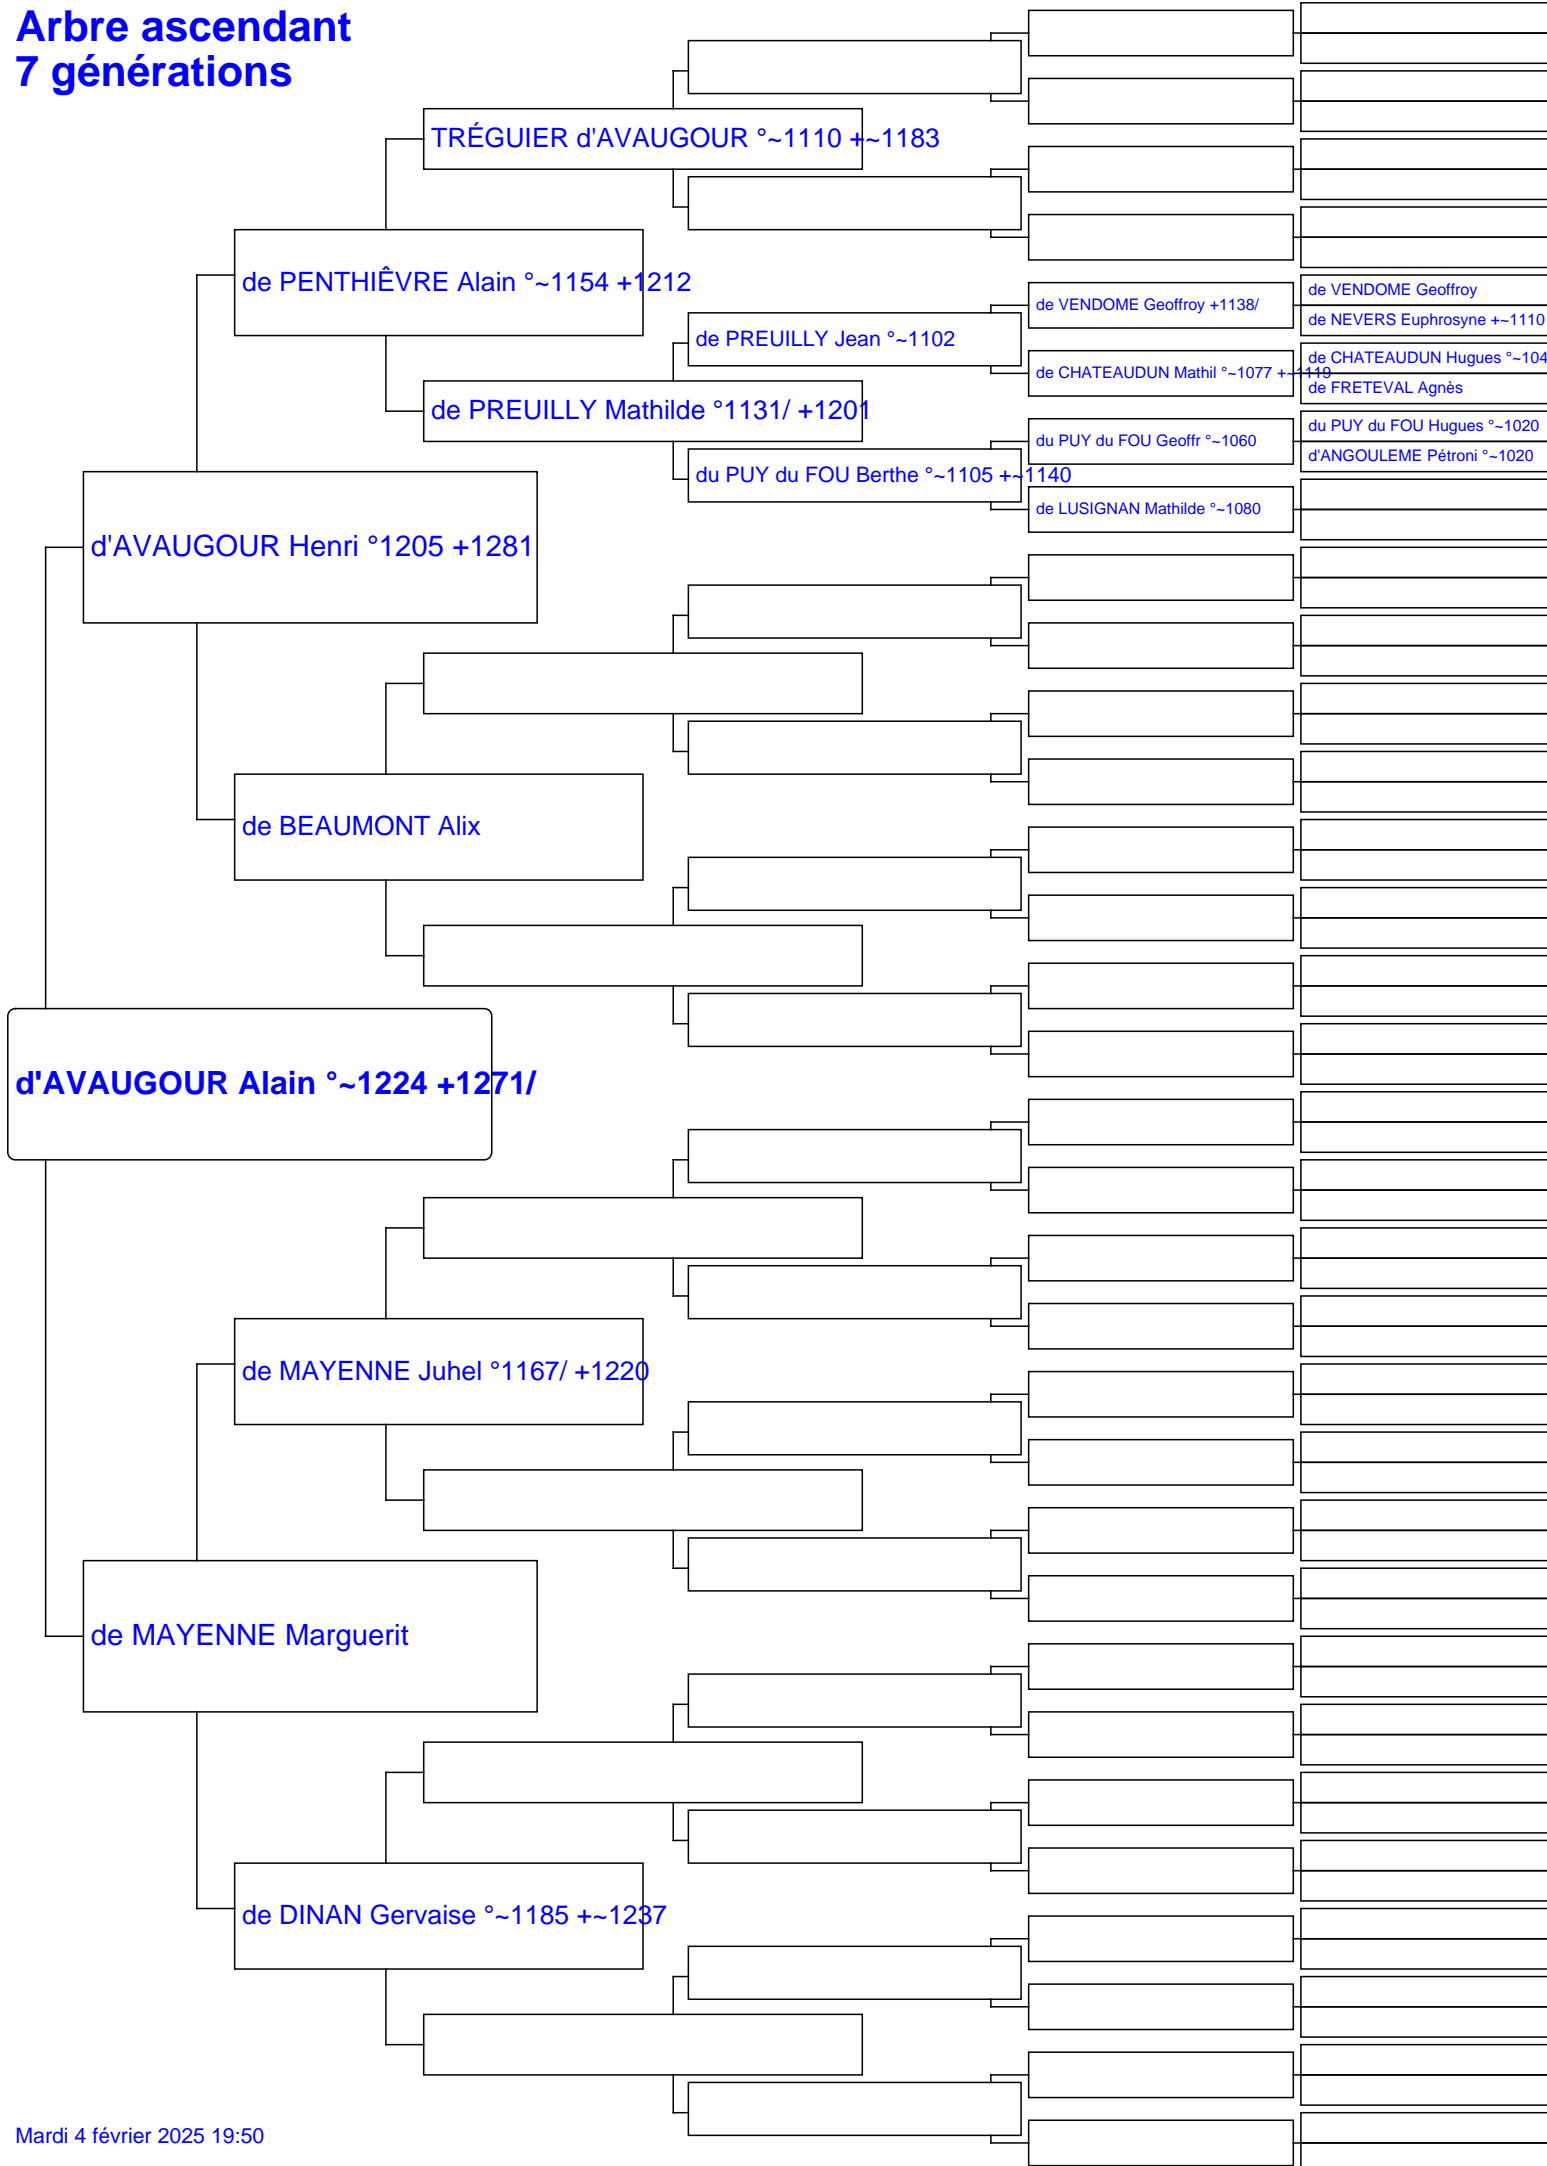 Arbre ascendant
7 générations
TRÉGUIER d'AVAUGOUR °~1110 +~1183
de PENTHIÊVRE Alain °~1154 +1212
de VENDOME Geoffroy
de VENDOME Geoffroy +1138/
de NEVERS Euphrosyne +~1110
de PREUILLY Jean °~1102
de CHATEAUDUN Hugues °~104
de CHATEAUDUN Mathil °~1077 +~1119
de FRETEVAL Agnès
de PREUILLY Mathilde °1131/ +1201
du PUY du FOU Hugues °~1020
du PUY du FOU Geoffr °~1060
d'ANGOULEME Pétroni °~1020
du PUY du FOU Berthe °~1105 +~1140
de LUSIGNAN Mathilde °~1080
d'AVAUGOUR Henri °1205 +1281
de BEAUMONT Alix
d'AVAUGOUR Alain °~1224 +1271/
de MAYENNE Juhel °1167/ +1220
de MAYENNE Marguerit
de DINAN Gervaise °~1185 +~1237
Mardi 4 février 2025 19:50